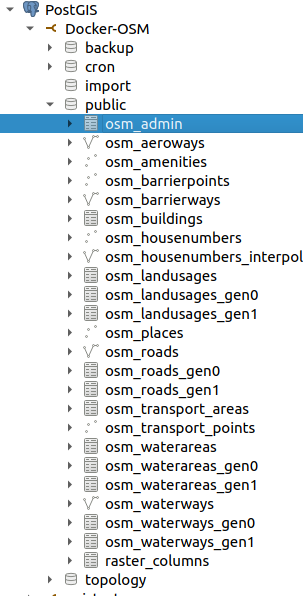 PostGIS
Docker-OSM
backup
cron
import
public
osm_admin
osm_aeroways
osm_amenities
osm_barrierpoints
osm_barrierways
osm_buildings
osm_housenumbers
osm_housenumbers_interpol
osm_landusages
osm_landusages_gen0
osm_landusages_gen1
osm_places
osm_roads
osm_roads_gen0
osm_roads_gen1
osm_transport_areas
osm_transport_points
osm_waterareas
osm_waterareas_gen0
osm_waterareas_gen1
osm_waterways
osm_waterways_gen0
osm_waterways_gen1
raster_columns
topology